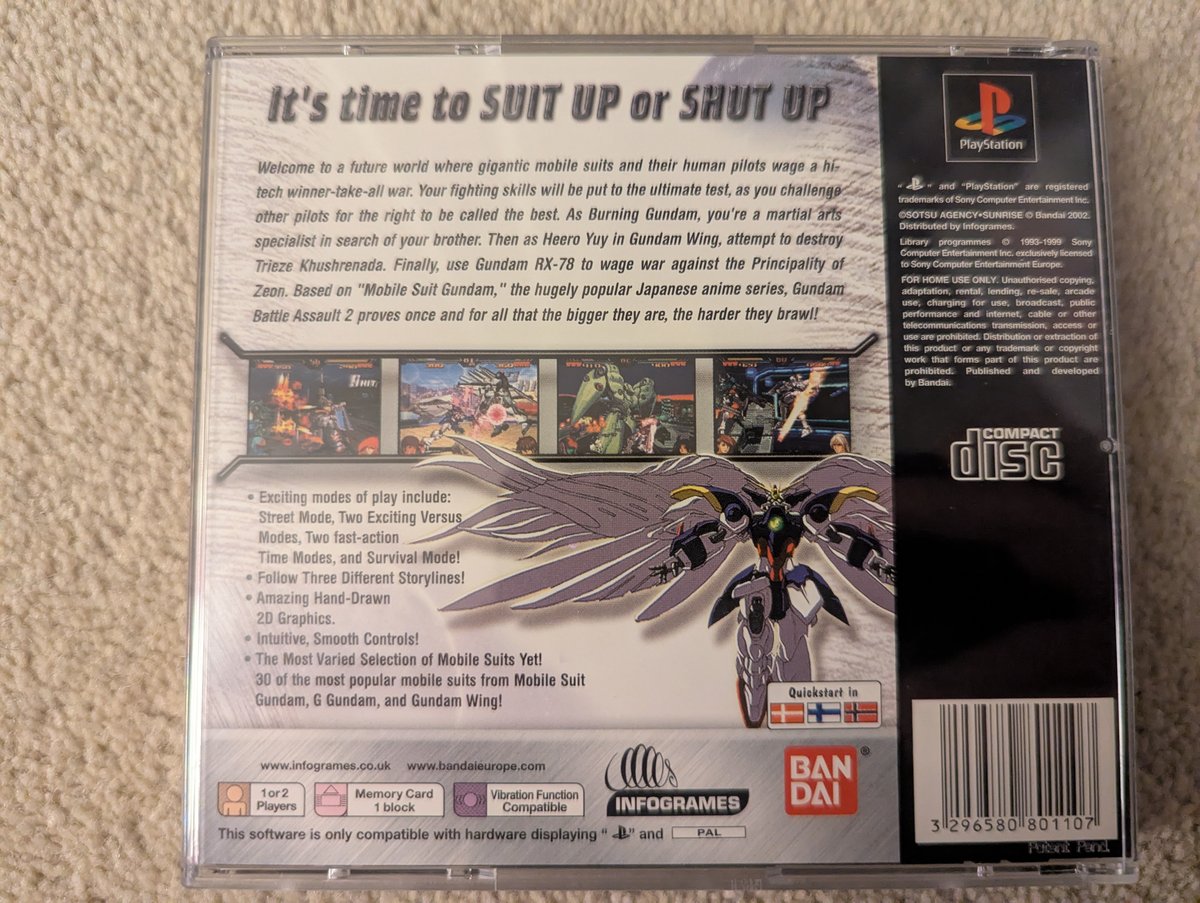 It's time to SUIT UP or SHUT UP
Welcome to a future world where gigantic mobile suits and their human pilots wage a hi-
tech winner-take-all war. Your fighting skills will be put to the ultimate test, as you challenge
other pilots for the right to be called the best. As Burning Gundam, you're a martial arts
specialist in search of your brother. Then as Heero Yuy in Gundam Wing, attempt to destroy
Trieze Khushrenada. Finally, use Gundam RX-78 to wage war against the Principality of
Zeon. Based on "Mobile Suit Gundam," the hugely popular Japanese anime series, Gundam
Battle Assault 2 proves once and for all that the bigger they are, the harder they brawl!
HIT
• Exciting modes of play include:
Street Mode, Two Exciting Versus
Modes, Two fast-action
Time Modes, and Survival Mode!
• Follow Three Different Storylines!
• Amazing Hand-Drawn
2D Graphics.
• Intuitive, Smooth Controls!
• The Most Varied Selection of Mobile Suits Yet!
30 of the most popular mobile suits from Mobile Suit
Gundam, G Gundam, and Gundam Wing!
Quickstart in
www.infogrames.co.uk www.bandaieurope.com
1 or 2
Players
Memory Card
1 block
Vibration Function
Compatible
INFOGRAMES
BAN
DAI
®
This software is only compatible with hardware displaying " " and PAL
PlayStation
" " and "PlayStation" are registered
trademarks of Sony Computer Entertainment Inc.
©SOTSU AGENCY•SUNRISE © Bandai 2002.
Distributed by Infogrames.
Library programmes © 1993-1999 Sony
Computer Entertainment Inc. exclusively licensed
to Sony Computer Entertainment Europe.
FOR HOME USE ONLY. Unauthorised copying,
adaptation, rental, lending, re-sale, arcade
use, charging for use, broadcast, public
performance and internet, cable or other
telecommunications transmission, access or
use are prohibited. Distribution or extraction of
this product or any trademark or copyright
work that forms part of this product are
prohibited. Published and developed
by Bandai.
COMPACT
disc
3 296580 801107
Patent Pend.